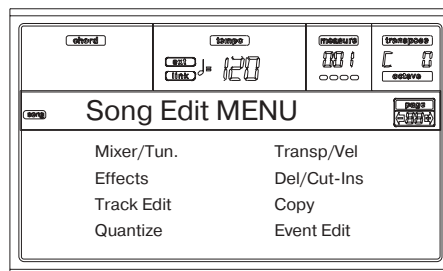 chord tempo measure transpose
ext
link ♩= 120 001 C 0
octave
song Song Edit MENU page
Mixer/Tun. Transp/Vel
Effects Del/Cut-Ins
Track Edit Copy
Quantize Event Edit